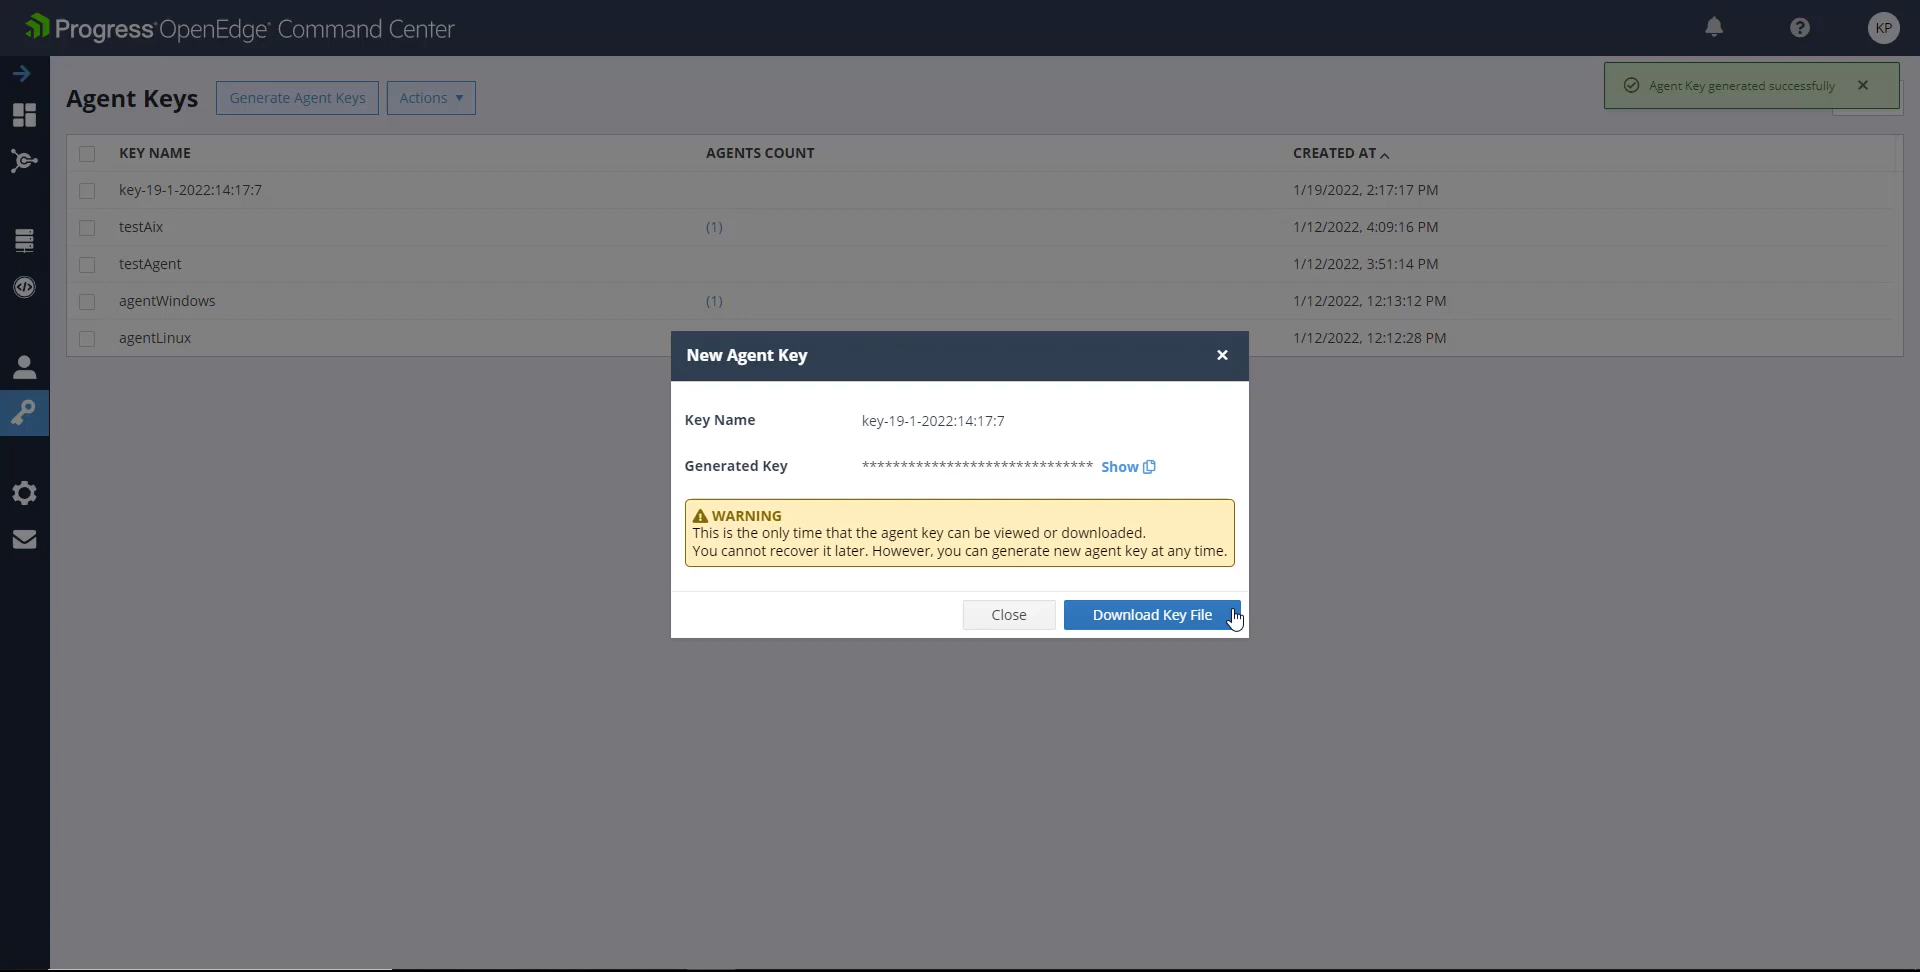 Progress OpenEdge Command Center
KP
Agent Keys
Generate Agent Keys
Actions
Agent Key generated successfully
KEY NAME AGENTS COUNT CREATED AT
key-19-1-2022:14:17:7 1/19/2022, 2:17:17 PM
testAix (1) 1/12/2022, 4:09:16 PM
testAgent 1/12/2022, 3:51:14 PM
agentWindows (1) 1/12/2022, 12:13:12 PM
agentLinux 1/12/2022, 12:12:28 PM
New Agent Key
Key Name key-19-1-2022:14:17:7
Generated Key ****************************** Show
WARNING
This is the only time that the agent key can be viewed or downloaded.
You cannot recover it later. However, you can generate new agent key at any time.
Close
Download Key File